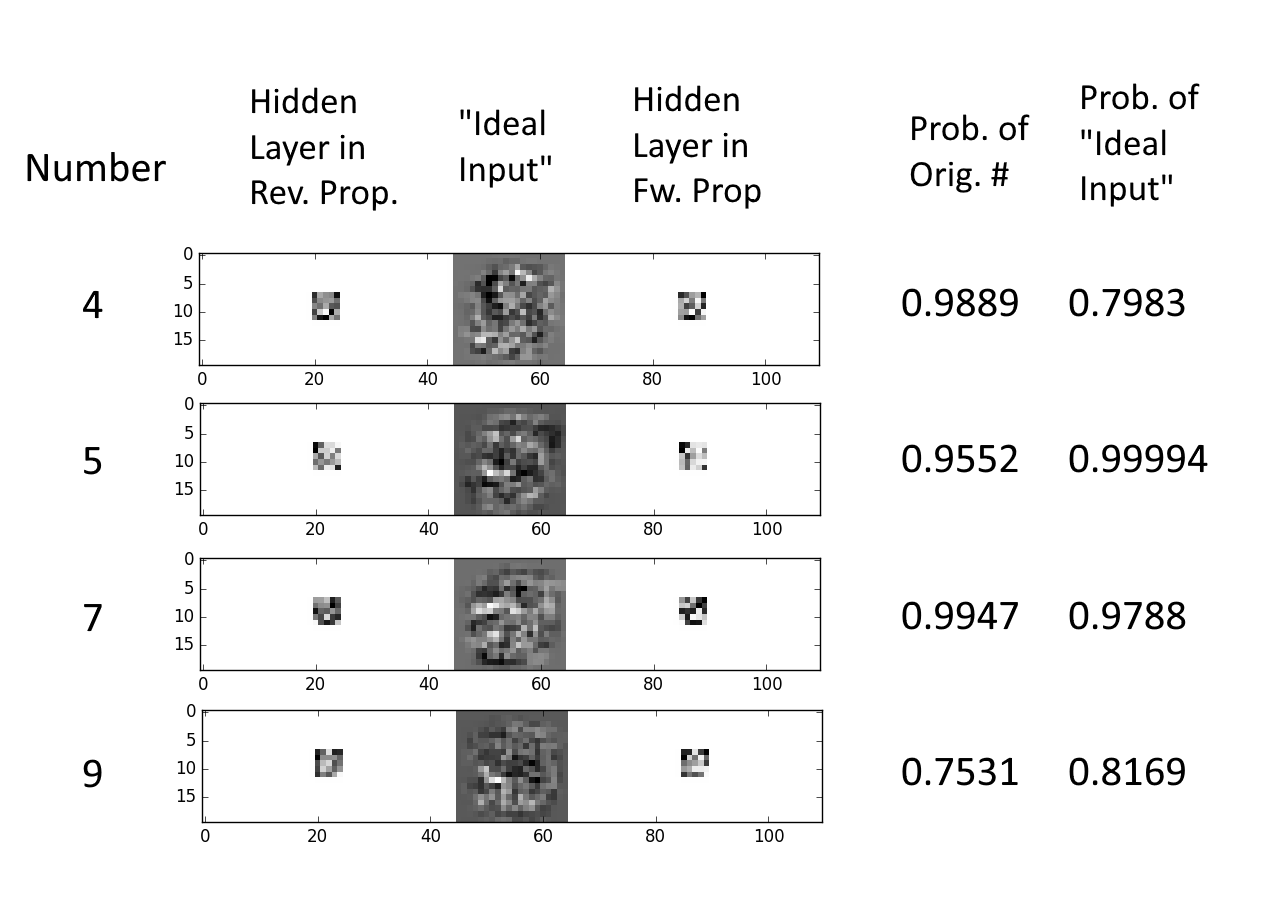 Number
Hidden
Layer in
Rev. Prop.
"Ideal
Input"
Hidden
Layer in
Fw. Prop
Prob. of
Orig. #
Prob. of
"Ideal
Input"
4
0
5
10
15
0 20 40 60 80 100
0.9889 0.7983
5
0
5
10
15
0 20 40 60 80 100
0.9552 0.99994
7
0
5
10
15
0 20 40 60 80 100
0.9947 0.9788
9
0
5
10
15
0 20 40 60 80 100
0.7531 0.8169